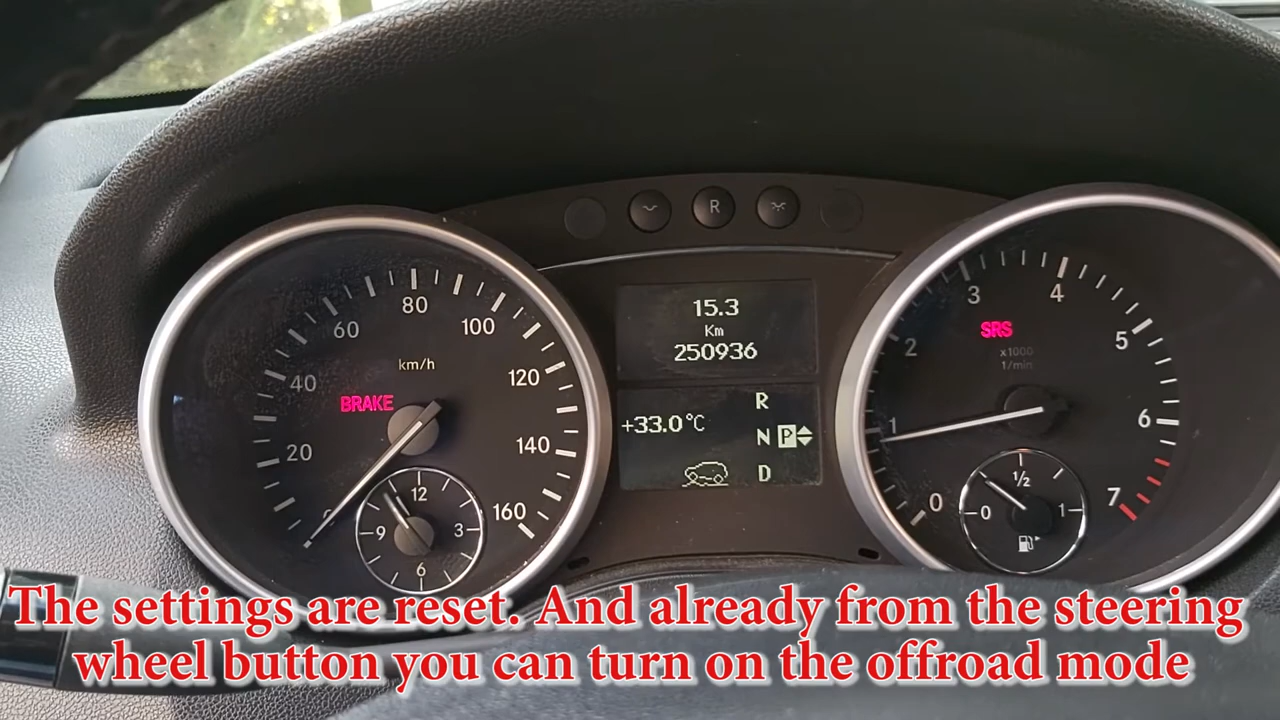 R
80
60
100
km/h
40
120
BRAKE
20
140
0
160
12
9
3
6
15.3
Km
250936
+33.0°C
R
N P
D
3
4
2
SRS
5
x1000
1/min
1
6
0
7
1/2
0
1
The settings are reset. And already from the steering
wheel button you can turn on the offroad mode